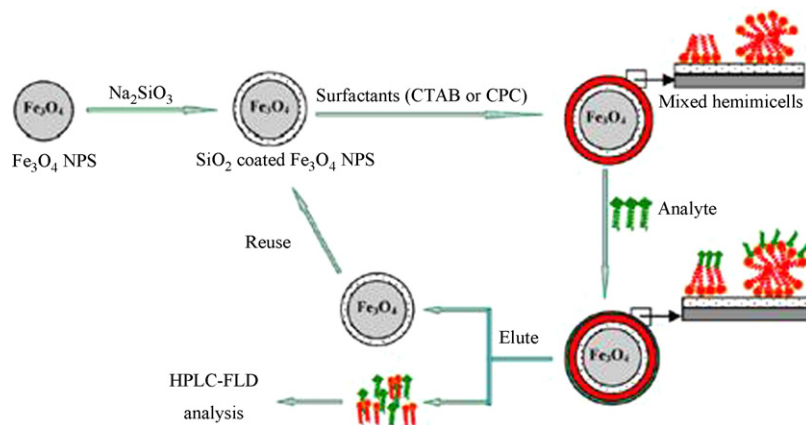 Na₂SiO₃
Surfactants (CTAB or CPC)
Fe₃O₄
Fe₃O₄
Fe₃O₄
Mixed hemimicells
Fe₃O₄ NPS
SiO₂ coated Fe₃O₄ NPS
Analyte
Reuse
Fe₃O₄
Elute
Fe₃O₄
HPLC-FLD
analysis